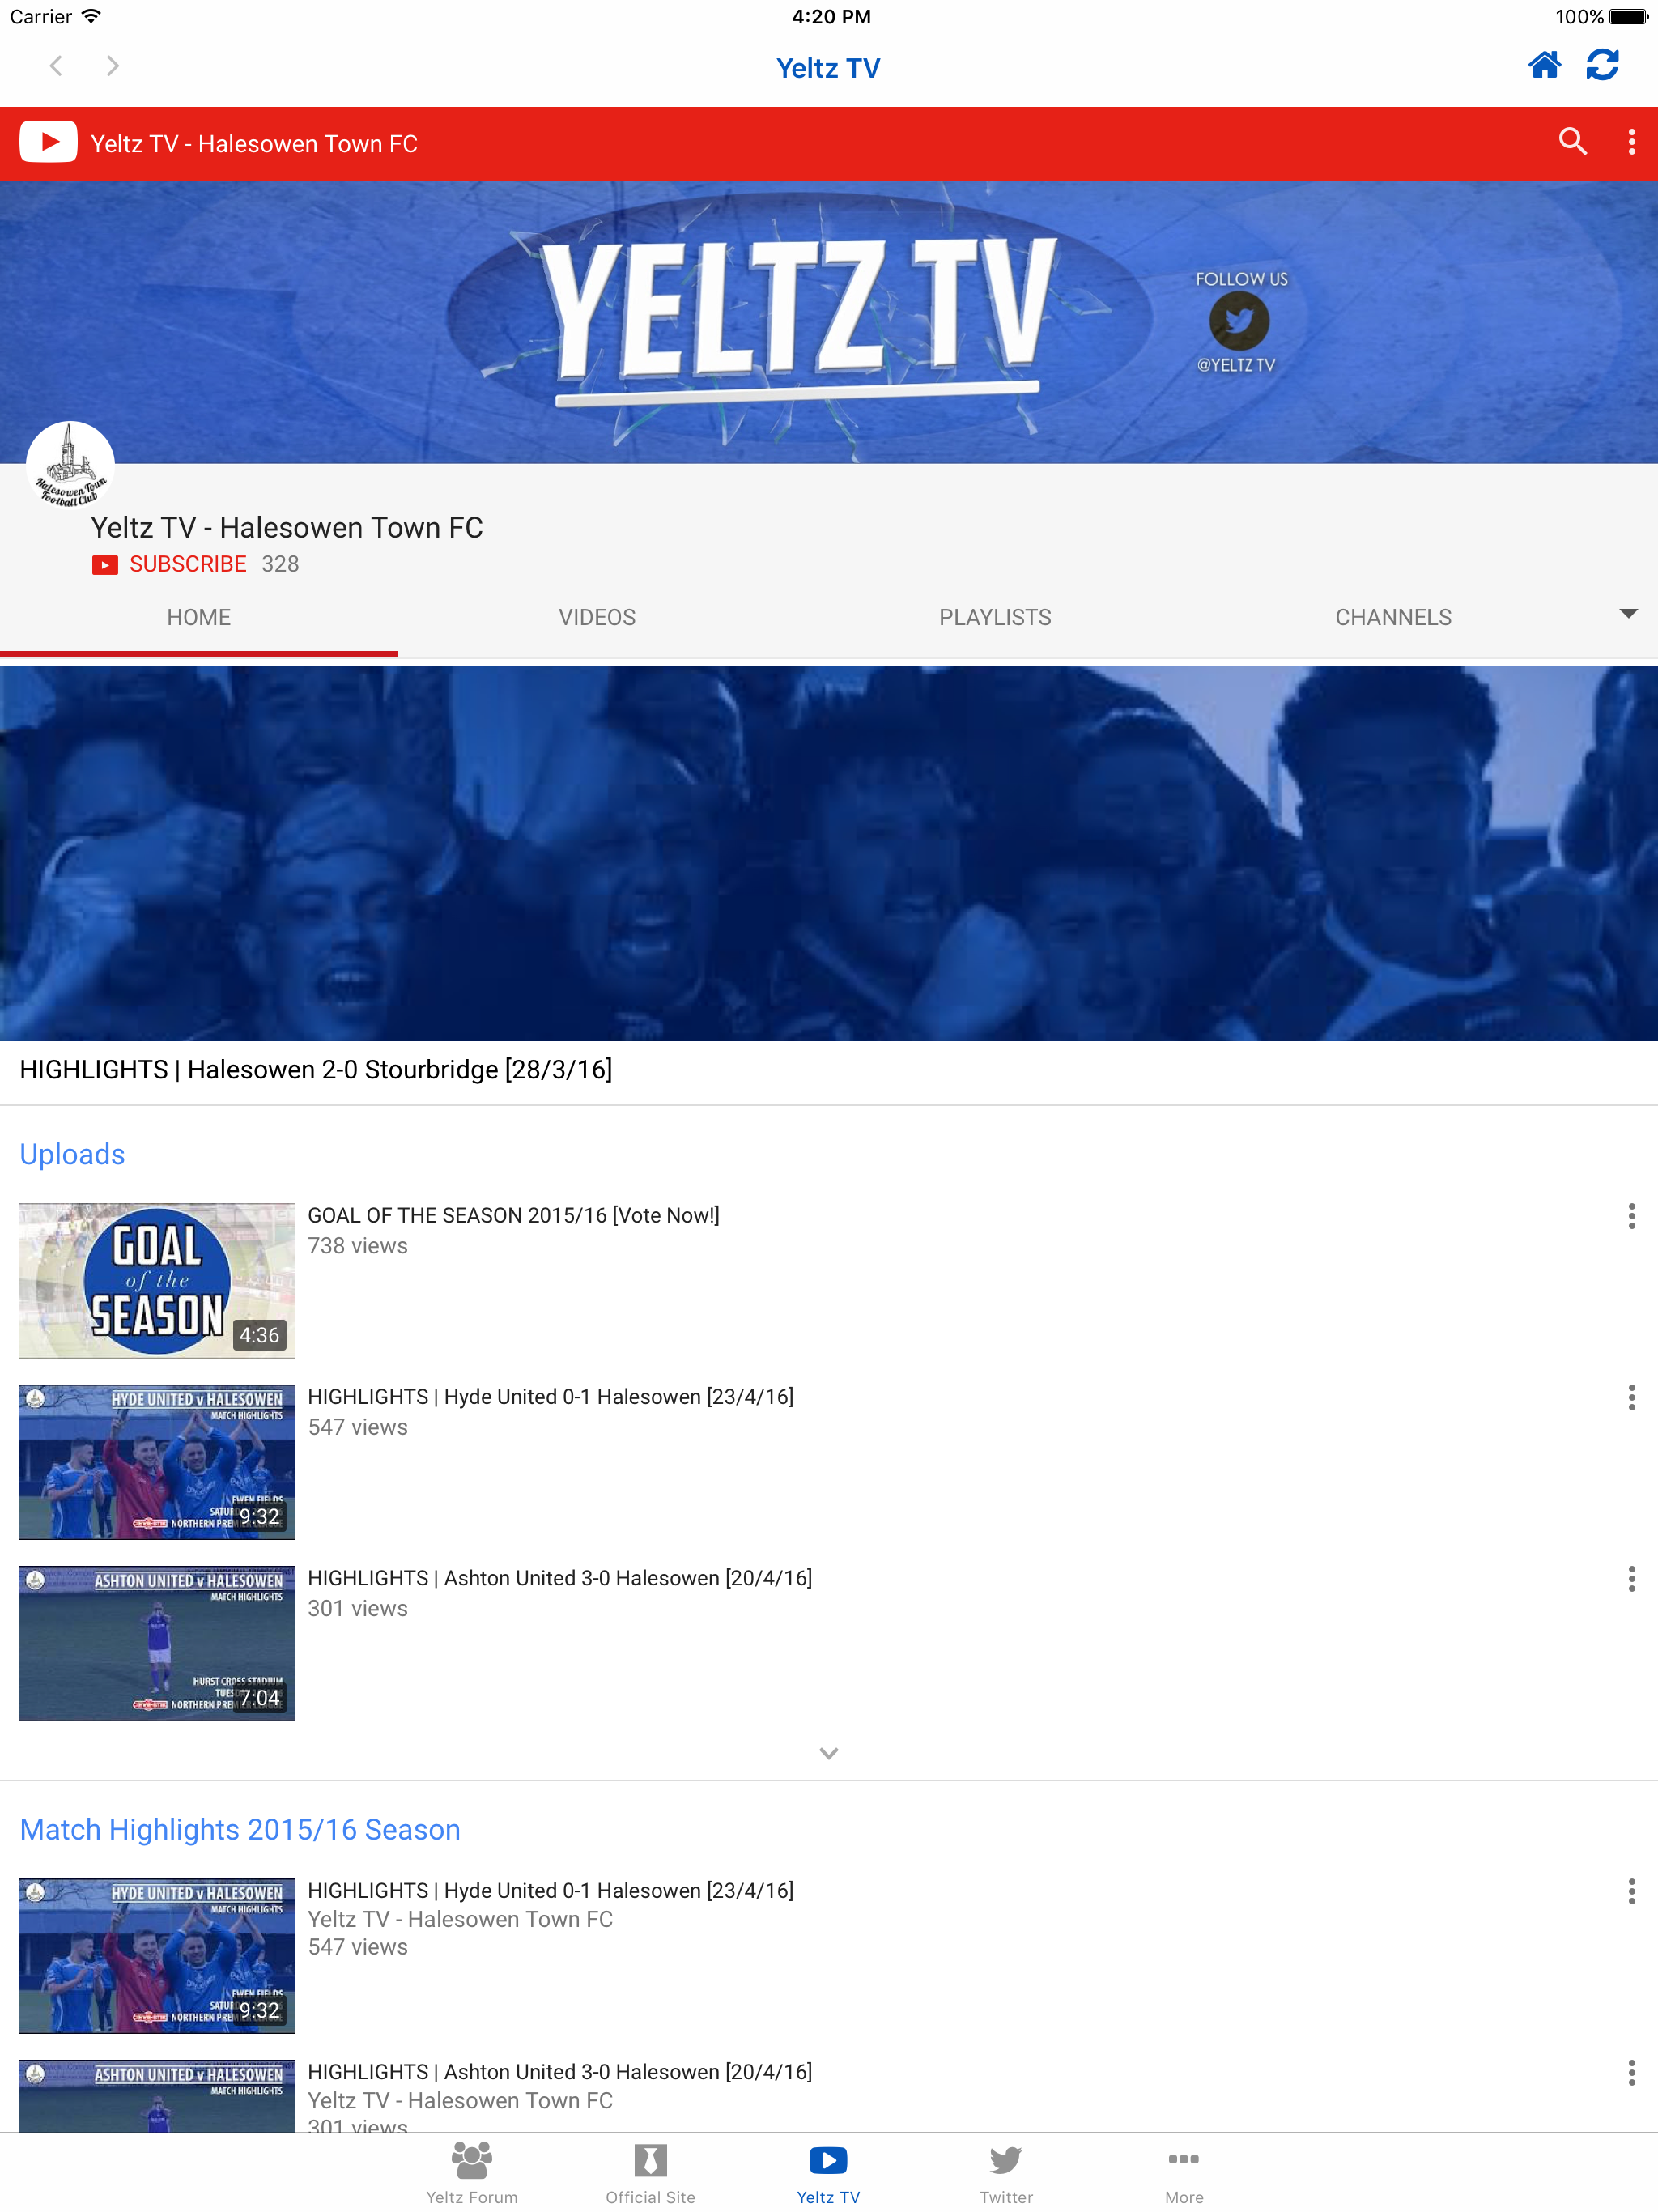 Carrier 4:20 PM 100%
Yeltz TV
Yeltz TV - Halesowen Town FC
YELTZ TV
FOLLOW US
@YELTZ TV
Halesowen Town
Football Club
Yeltz TV - Halesowen Town FC
SUBSCRIBE 328
HOME VIDEOS PLAYLISTS CHANNELS
HIGHLIGHTS | Halesowen 2-0 Stourbridge [28/3/16]
Uploads
GOAL
of the
SEASON
4:36
GOAL OF THE SEASON 2015/16 [Vote Now!]
738 views
HYDE UNITED v HALESOWEN
MATCH HIGHLIGHTS
EWEN FIELDS
9:32
NORTHERN
HIGHLIGHTS | Hyde United 0-1 Halesowen [23/4/16]
547 views
ASHTON UNITED v HALESOWEN
MATCH HIGHLIGHTS
HURST CROSS STADIUM
7:04
NORTHERN
HIGHLIGHTS | Ashton United 3-0 Halesowen [20/4/16]
301 views
Match Highlights 2015/16 Season
HYDE UNITED v HALESOWEN
MATCH HIGHLIGHTS
EWEN FIELDS
9:32
NORTHERN
HIGHLIGHTS | Hyde United 0-1 Halesowen [23/4/16]
Yeltz TV - Halesowen Town FC
547 views
ASHTON UNITED v HALESOWEN
MATCH HIGHLIGHTS
HIGHLIGHTS | Ashton United 3-0 Halesowen [20/4/16]
Yeltz TV - Halesowen Town FC
301 views
Yeltz Forum Official Site Yeltz TV Twitter More